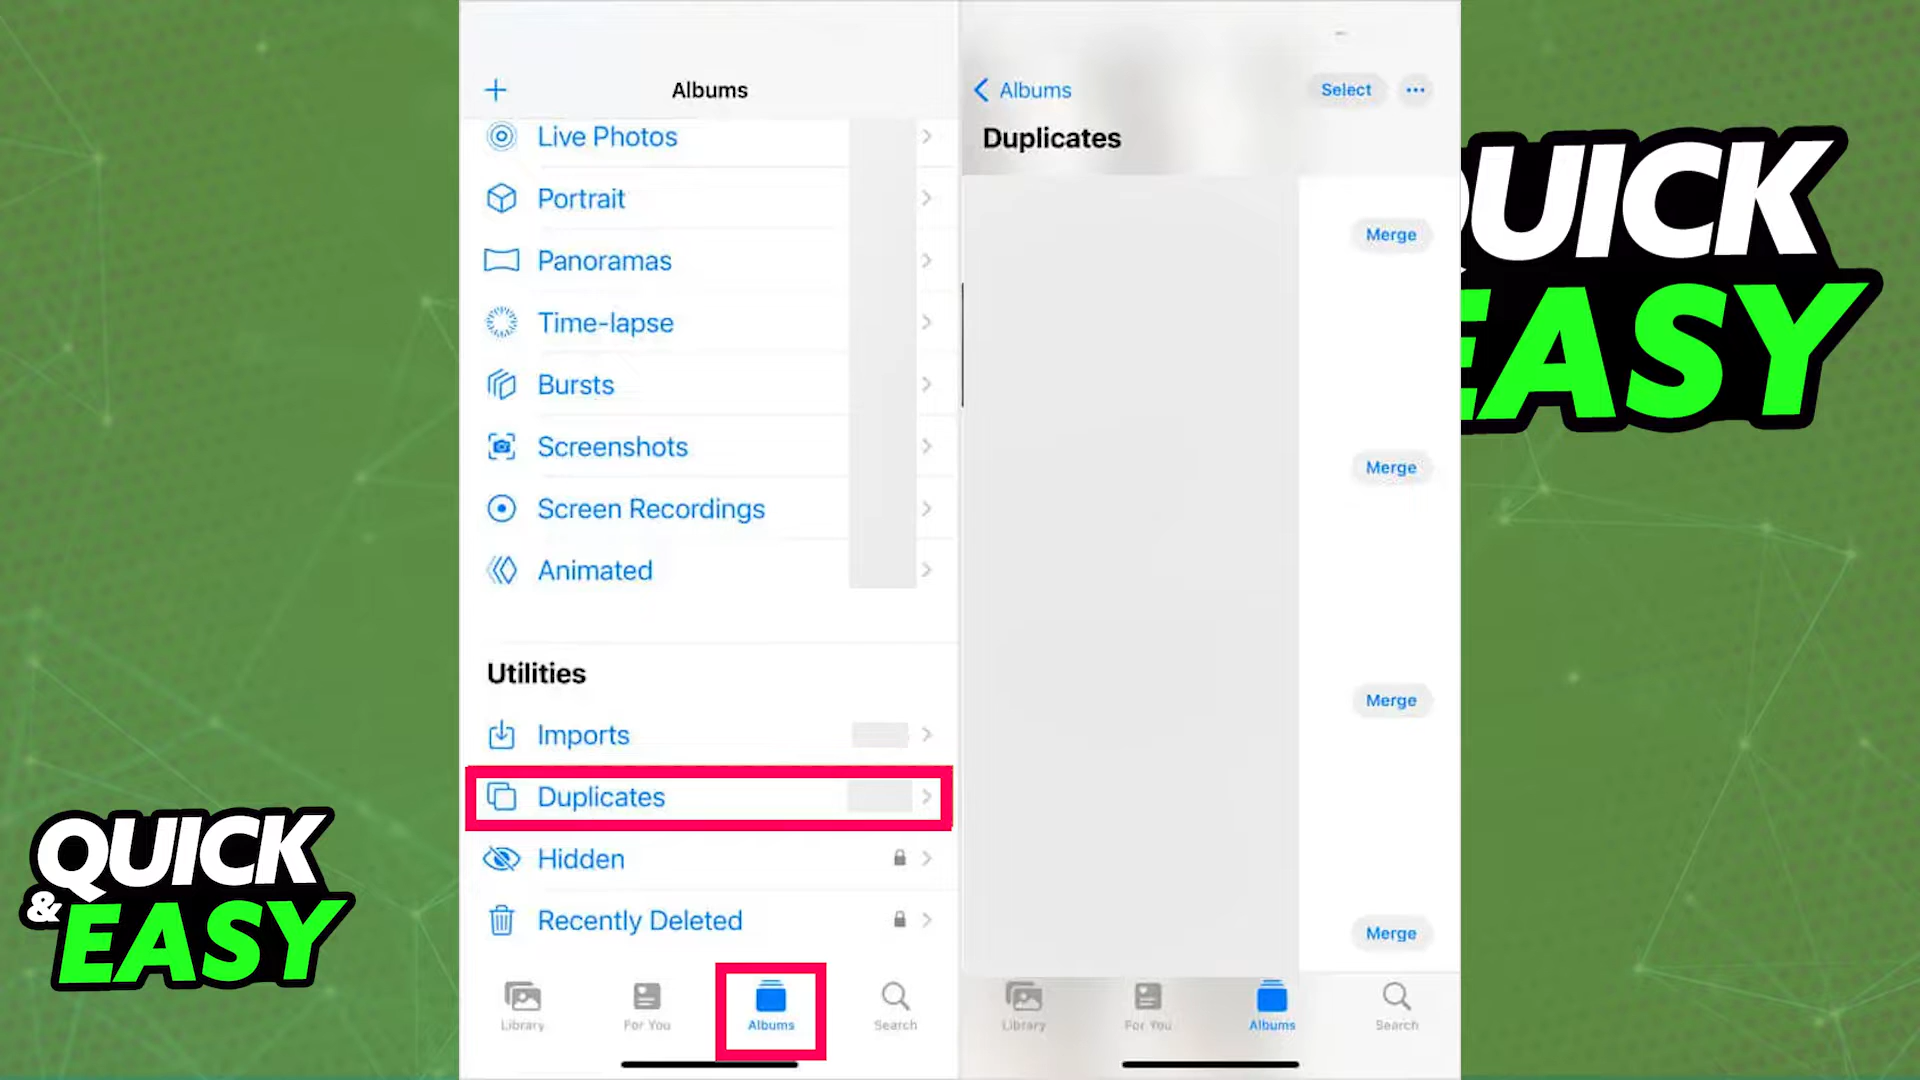 Albums
Live Photos
Portrait
Panoramas
Time-lapse
Bursts
Screenshots
Screen Recordings
Animated
Utilities
Imports
Duplicates
Hidden
Recently Deleted
Library
For You
Albums
Search
Albums
Select
Duplicates
Merge
Merge
Merge
Merge
Library
For You
Albums
Search
QUICK
EASY
QUICK
&EASY